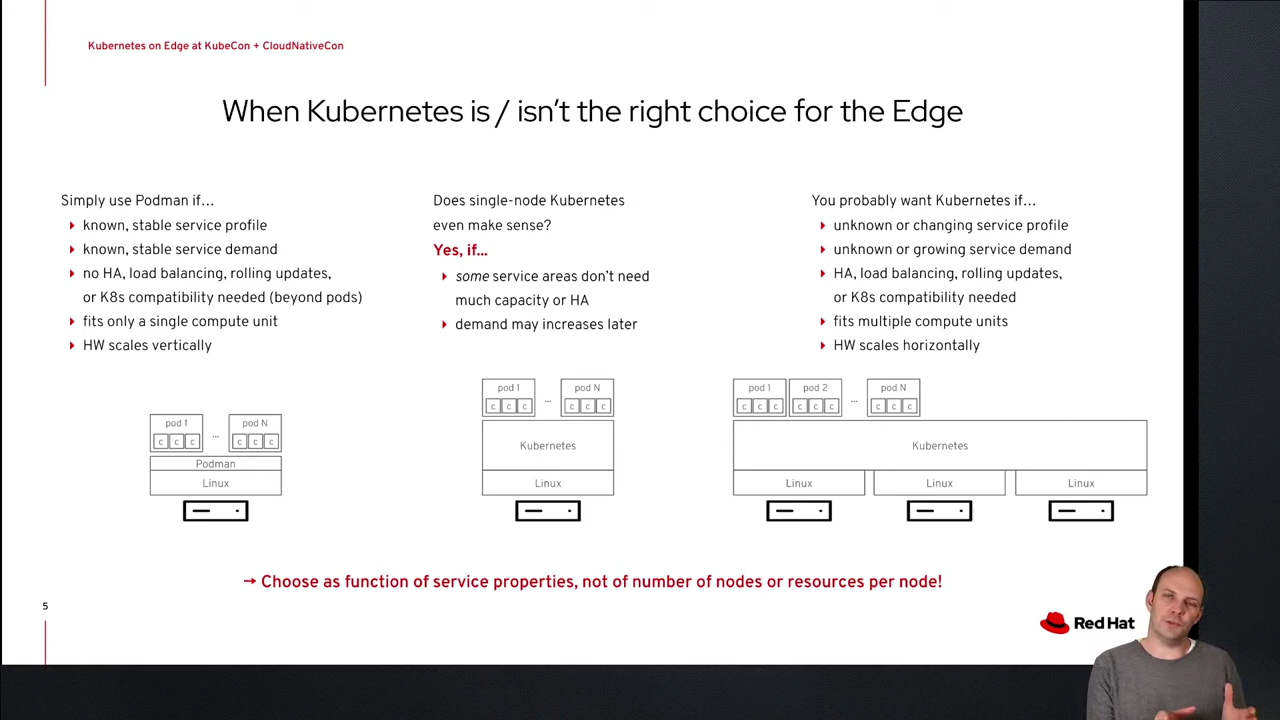 Kubernetes on Edge at KubeCon + CloudNativeCon
When Kubernetes is / isn't the right choice for the Edge
Simply use Podman if…
known, stable service profile
known, stable service demand
no HA, load balancing, rolling updates,
or K8s compatibility needed (beyond pods)
fits only a single compute unit
HW scales vertically
Does single-node Kubernetes
even make sense?
Yes, if…
some service areas don't need
much capacity or HA
demand may increases later
You probably want Kubernetes if…
unknown or changing service profile
unknown or growing service demand
HA, load balancing, rolling updates,
or K8s compatibility needed
fits multiple compute units
HW scales horizontally
pod 1 … pod N
c c c c c c
Podman
Linux
pod 1 … pod N
c c c c c c
Kubernetes
Linux
pod 1 pod 2 … pod N
c c c c c c c c c
Kubernetes
Linux Linux Linux
→ Choose as function of service properties, not of number of nodes or resources per node!
5
Red Hat